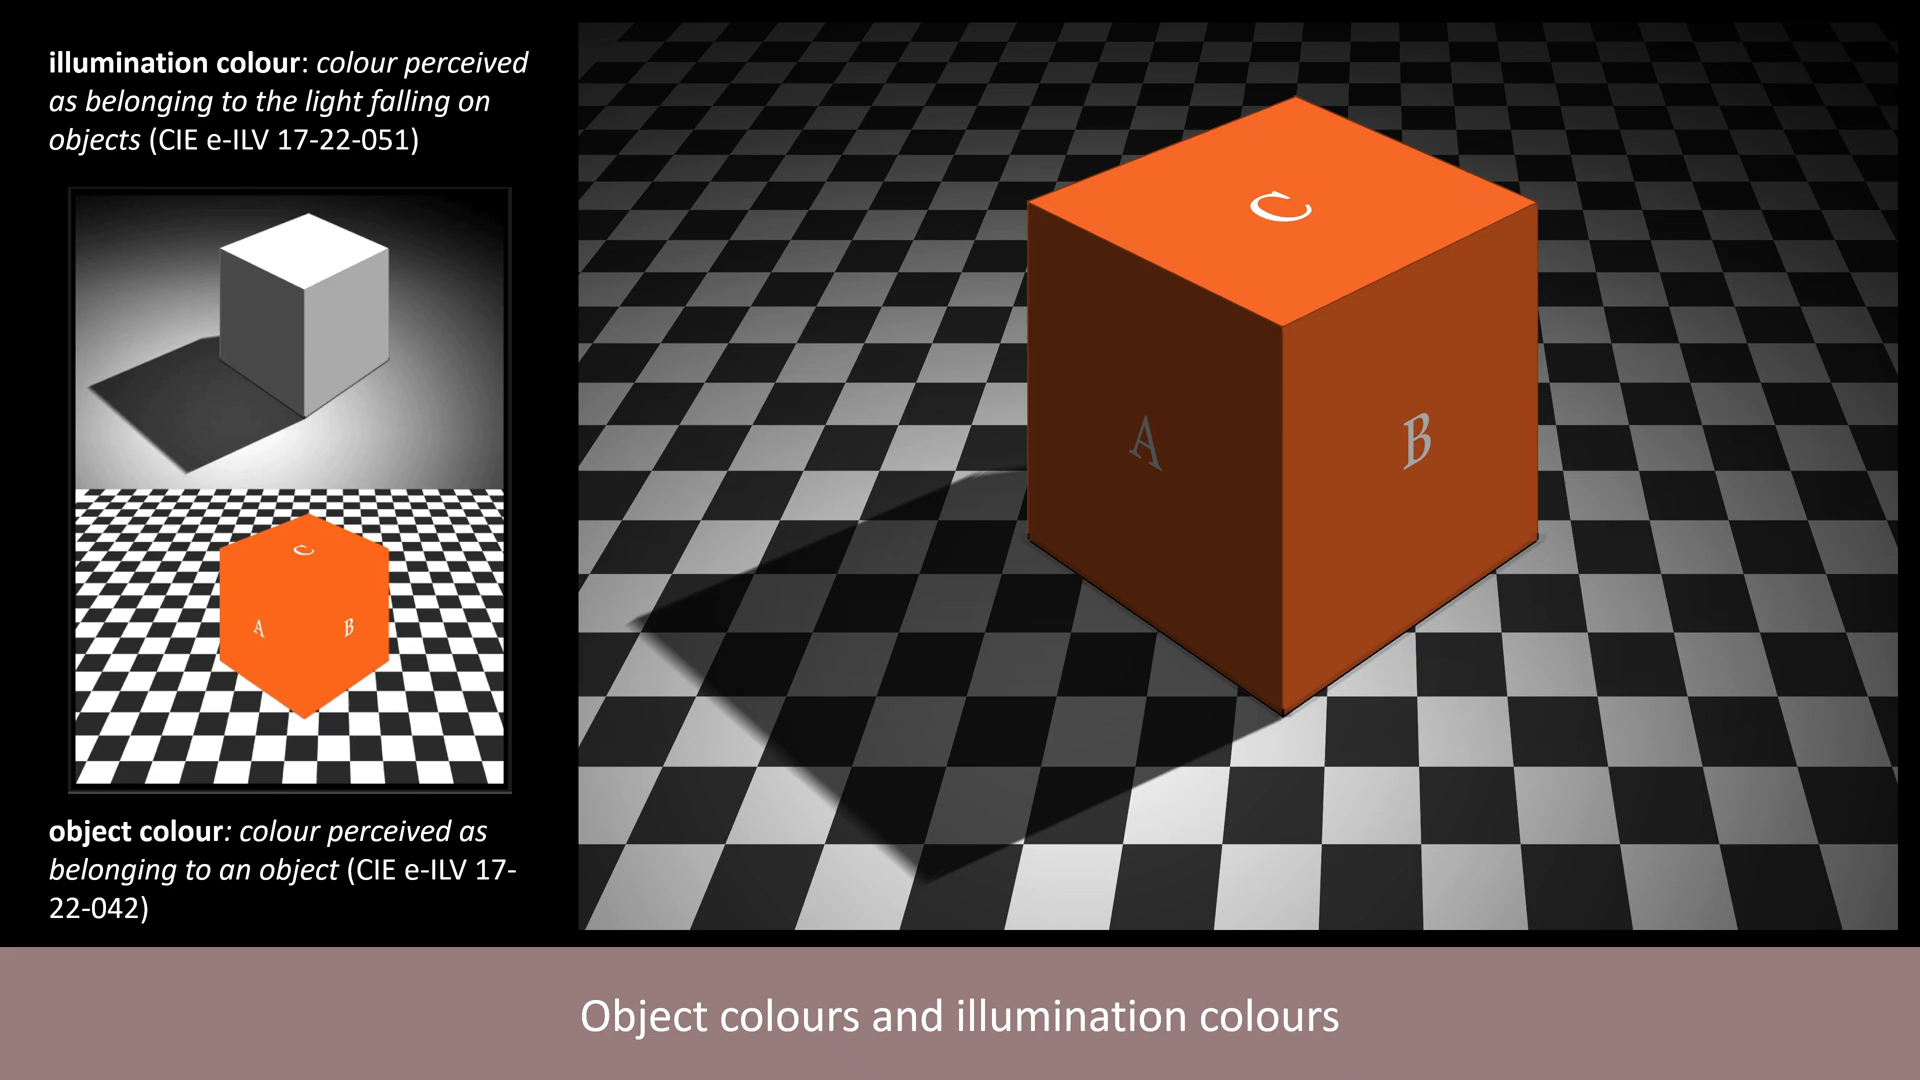 illumination colour: colour perceived
as belonging to the light falling on
objects (CIE e-ILV 17-22-051)
C
A
B
object colour: colour perceived as
belonging to an object (CIE e-ILV 17-
22-042)
C
A
B
Object colours and illumination colours